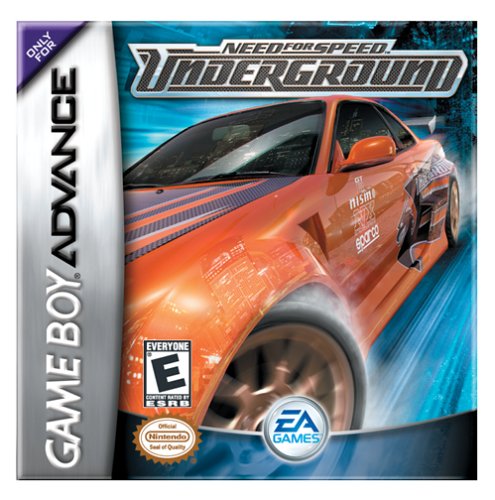 ONLY
FOR
GAME BOY ADVANCE
NEED FOR SPEED
UNDERGROUND
nismo
sparco
EVERYONE
E
CONTENT RATED BY
ESRB
Official
Nintendo
Seal of Quality
EA
GAMES